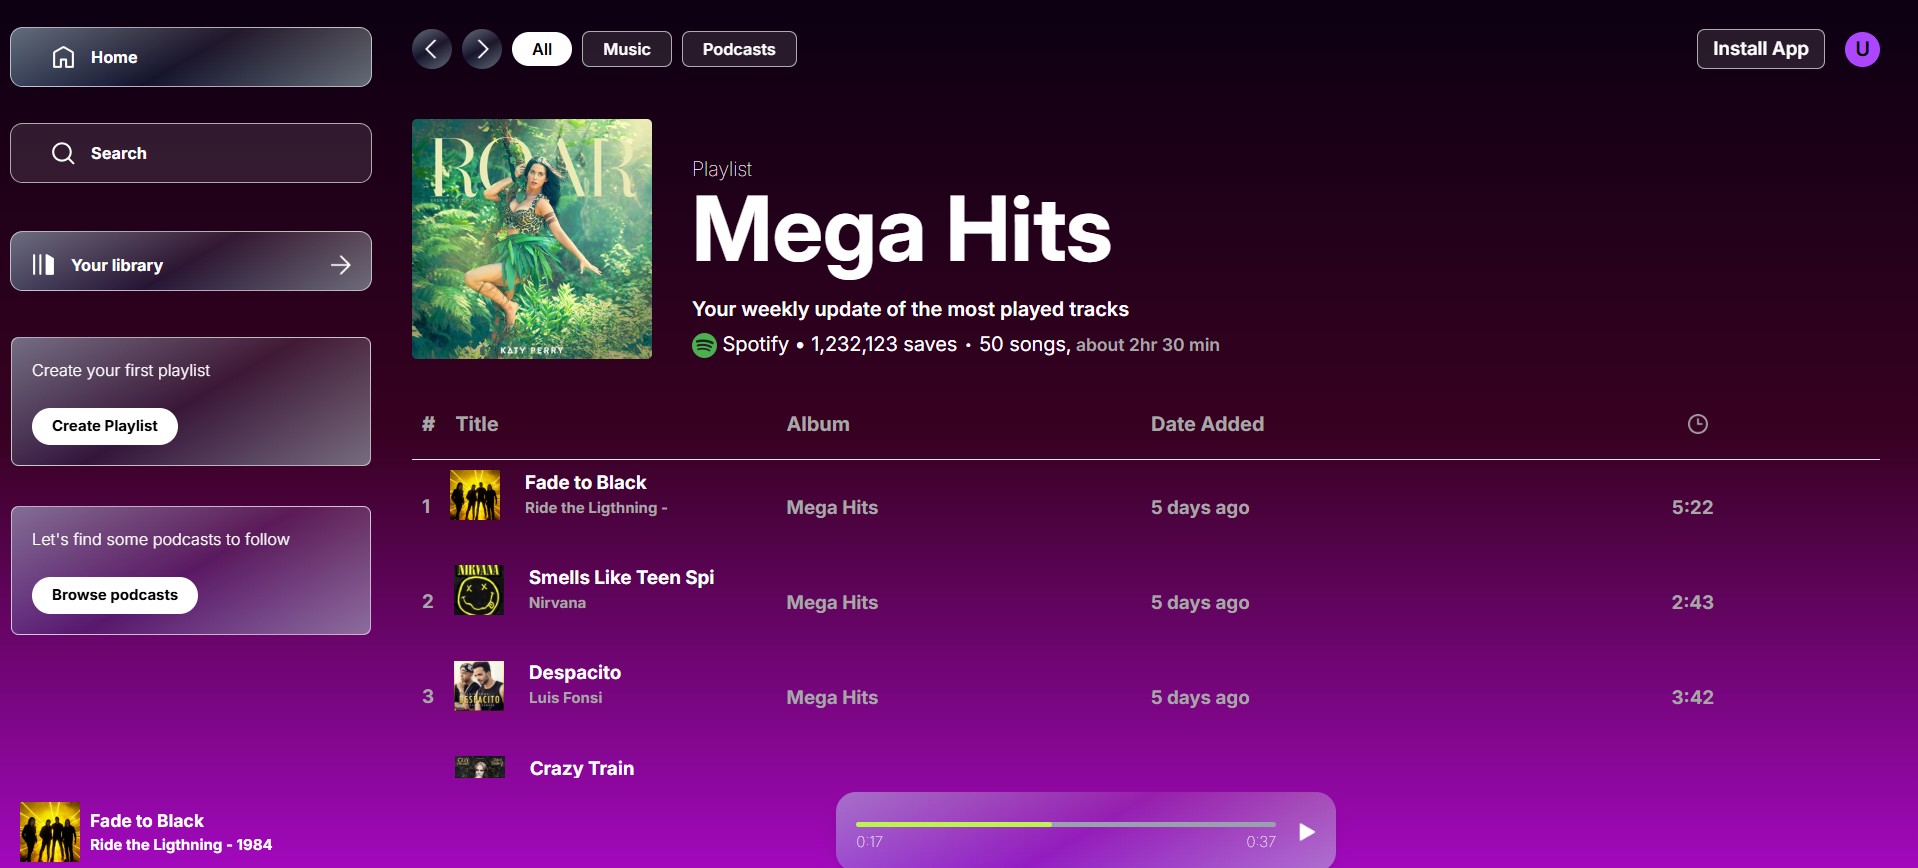 Home
Search
Your library
Create your first playlist
Create Playlist
Let's find some podcasts to follow
Browse podcasts
All
Music
Podcasts
Install App
U
ROAR
KATY PERRY
Playlist
Mega Hits
Your weekly update of the most played tracks
Spotify • 1,232,123 saves • 50 songs, about 2hr 30 min
# Title Album Date Added
1 Fade to Black Mega Hits 5 days ago 5:22
Ride the Ligthning -
NIRVANA
2 Smells Like Teen Spi Mega Hits 5 days ago 2:43
Nirvana
DESPACITO
3 Despacito Mega Hits 5 days ago 3:42
Luis Fonsi
Crazy Train
Fade to Black
Ride the Ligthning - 1984
0:17 0:37